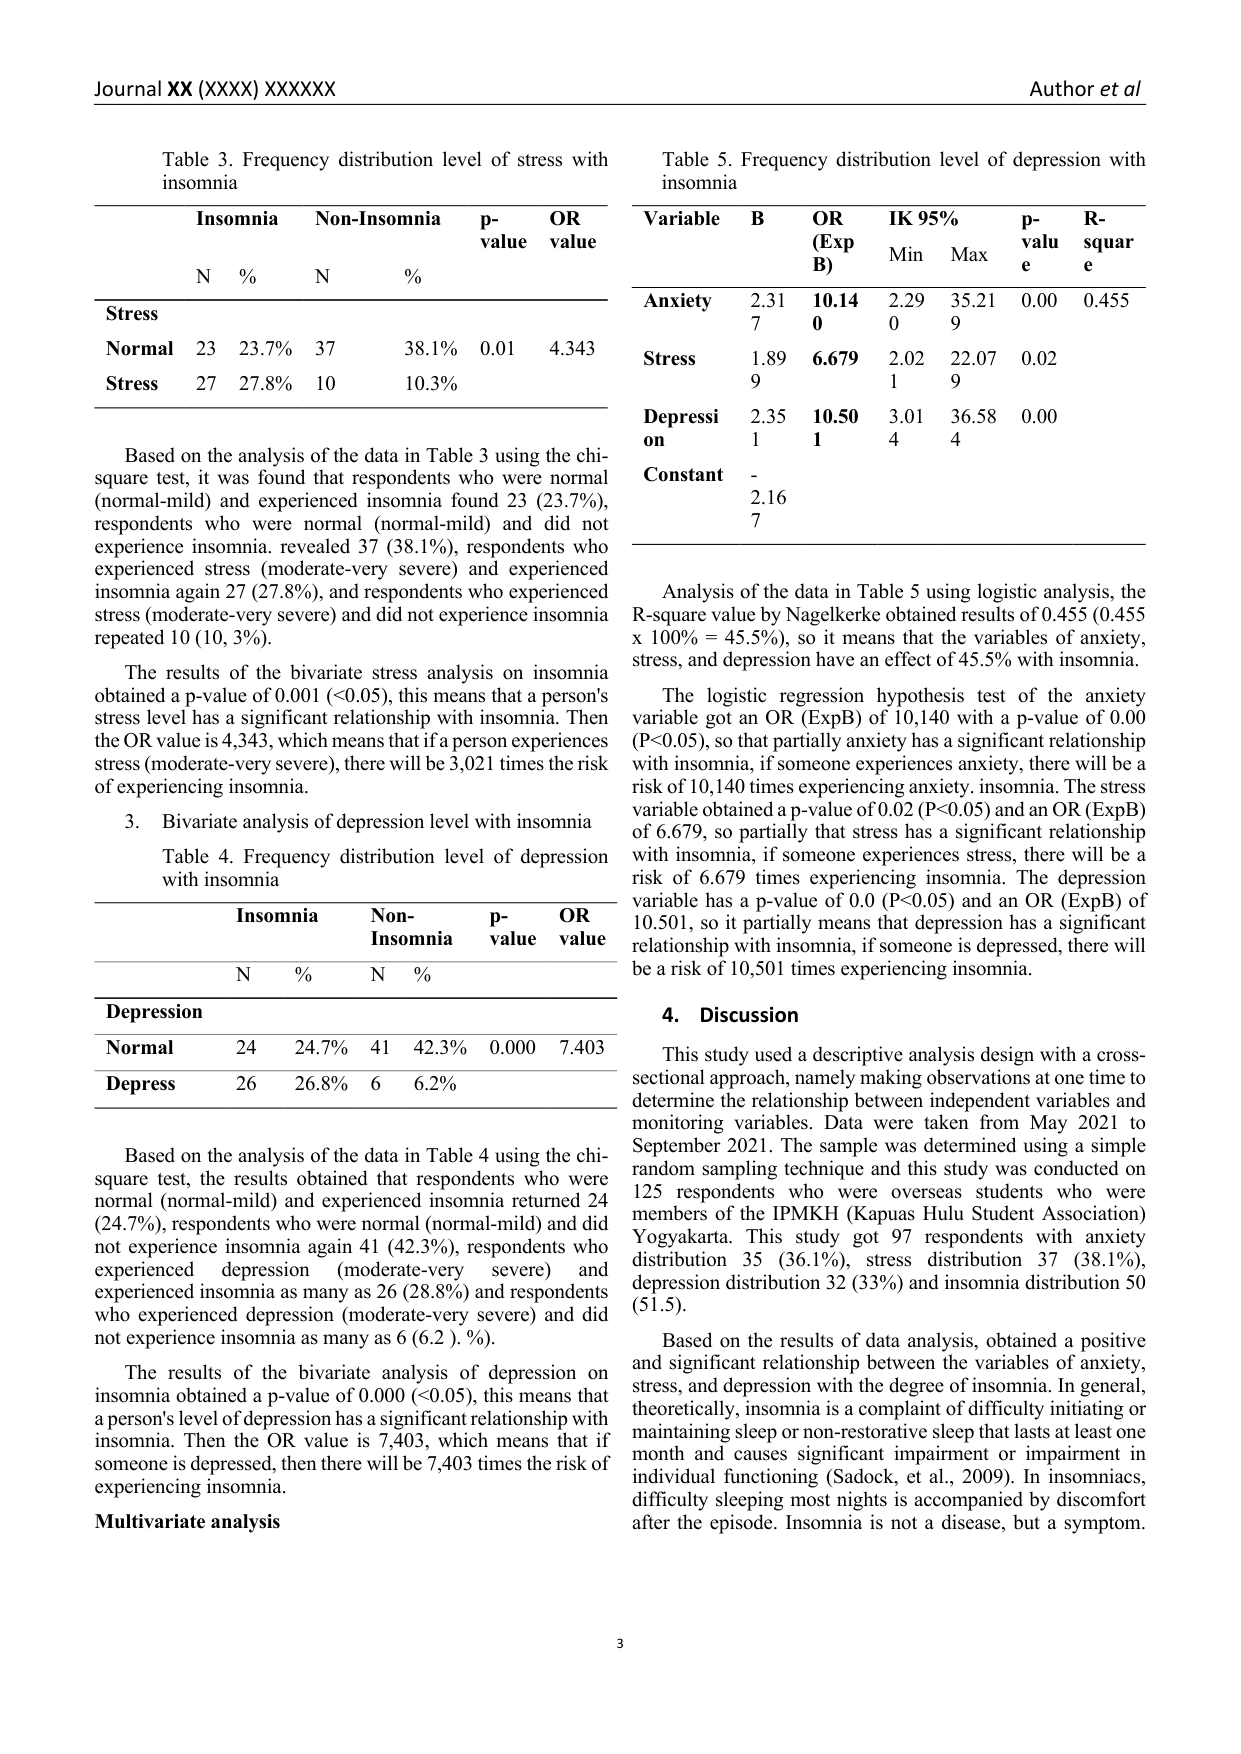 Journal XX (XXXX) XXXXXX Author et al
Table 3. Frequency distribution level of stress with
insomnia
Insomnia Non-Insomnia p- OR
value value
N % N %
Stress
Normal 23 23.7% 37 38.1% 0.01 4.343
Stress 27 27.8% 10 10.3%
Based on the analysis of the data in Table 3 using the chi-
square test, it was found that respondents who were normal
(normal-mild) and experienced insomnia found 23 (23.7%),
respondents who were normal (normal-mild) and did not
experience insomnia. revealed 37 (38.1%), respondents who
experienced stress (moderate-very severe) and experienced
insomnia again 27 (27.8%), and respondents who experienced
stress (moderate-very severe) and did not experience insomnia
repeated 10 (10, 3%).
The results of the bivariate stress analysis on insomnia
obtained a p-value of 0.001 (<0.05), this means that a person's
stress level has a significant relationship with insomnia. Then
the OR value is 4,343, which means that if a person experiences
stress (moderate-very severe), there will be 3,021 times the risk
of experiencing insomnia.
3. Bivariate analysis of depression level with insomnia
Table 4. Frequency distribution level of depression
with insomnia
Insomnia Non- p- OR
Insomnia value value
N % N %
Depression
Normal 24 24.7% 41 42.3% 0.000 7.403
Depress 26 26.8% 6 6.2%
Based on the analysis of the data in Table 4 using the chi-
square test, the results obtained that respondents who were
normal (normal-mild) and experienced insomnia returned 24
(24.7%), respondents who were normal (normal-mild) and did
not experience insomnia again 41 (42.3%), respondents who
experienced depression (moderate-very severe) and
experienced insomnia as many as 26 (28.8%) and respondents
who experienced depression (moderate-very severe) and did
not experience insomnia as many as 6 (6.2 ). %).
The results of the bivariate analysis of depression on
insomnia obtained a p-value of 0.000 (<0.05), this means that
a person's level of depression has a significant relationship with
insomnia. Then the OR value is 7,403, which means that if
someone is depressed, then there will be 7,403 times the risk of
experiencing insomnia.
Multivariate analysis
Table 5. Frequency distribution level of depression with
insomnia
Variable B OR IK 95% p- R-
(Exp Min Max valu squar
B) e e
Anxiety 2.31 10.14 2.29 35.21 0.00 0.455
7 0 0 9
Stress 1.89 6.679 2.02 22.07 0.02
9 1 9
Depressi 2.35 10.50 3.01 36.58 0.00
on 1 1 4 4
Constant -
2.16
7
Analysis of the data in Table 5 using logistic analysis, the
R-square value by Nagelkerke obtained results of 0.455 (0.455
x 100% = 45.5%), so it means that the variables of anxiety,
stress, and depression have an effect of 45.5% with insomnia.
The logistic regression hypothesis test of the anxiety
variable got an OR (ExpB) of 10,140 with a p-value of 0.00
(P<0.05), so that partially anxiety has a significant relationship
with insomnia, if someone experiences anxiety, there will be a
risk of 10,140 times experiencing anxiety. insomnia. The stress
variable obtained a p-value of 0.02 (P<0.05) and an OR (ExpB)
of 6.679, so partially that stress has a significant relationship
with insomnia, if someone experiences stress, there will be a
risk of 6.679 times experiencing insomnia. The depression
variable has a p-value of 0.0 (P<0.05) and an OR (ExpB) of
10.501, so it partially means that depression has a significant
relationship with insomnia, if someone is depressed, there will
be a risk of 10,501 times experiencing insomnia.
4. Discussion
This study used a descriptive analysis design with a cross-
sectional approach, namely making observations at one time to
determine the relationship between independent variables and
monitoring variables. Data were taken from May 2021 to
September 2021. The sample was determined using a simple
random sampling technique and this study was conducted on
125 respondents who were overseas students who were
members of the IPMKH (Kapuas Hulu Student Association)
Yogyakarta. This study got 97 respondents with anxiety
distribution 35 (36.1%), stress distribution 37 (38.1%),
depression distribution 32 (33%) and insomnia distribution 50
(51.5).
Based on the results of data analysis, obtained a positive
and significant relationship between the variables of anxiety,
stress, and depression with the degree of insomnia. In general,
theoretically, insomnia is a complaint of difficulty initiating or
maintaining sleep or non-restorative sleep that lasts at least one
month and causes significant impairment or impairment in
individual functioning (Sadock, et al., 2009). In insomniacs,
difficulty sleeping most nights is accompanied by discomfort
after the episode. Insomnia is not a disease, but a symptom.
3